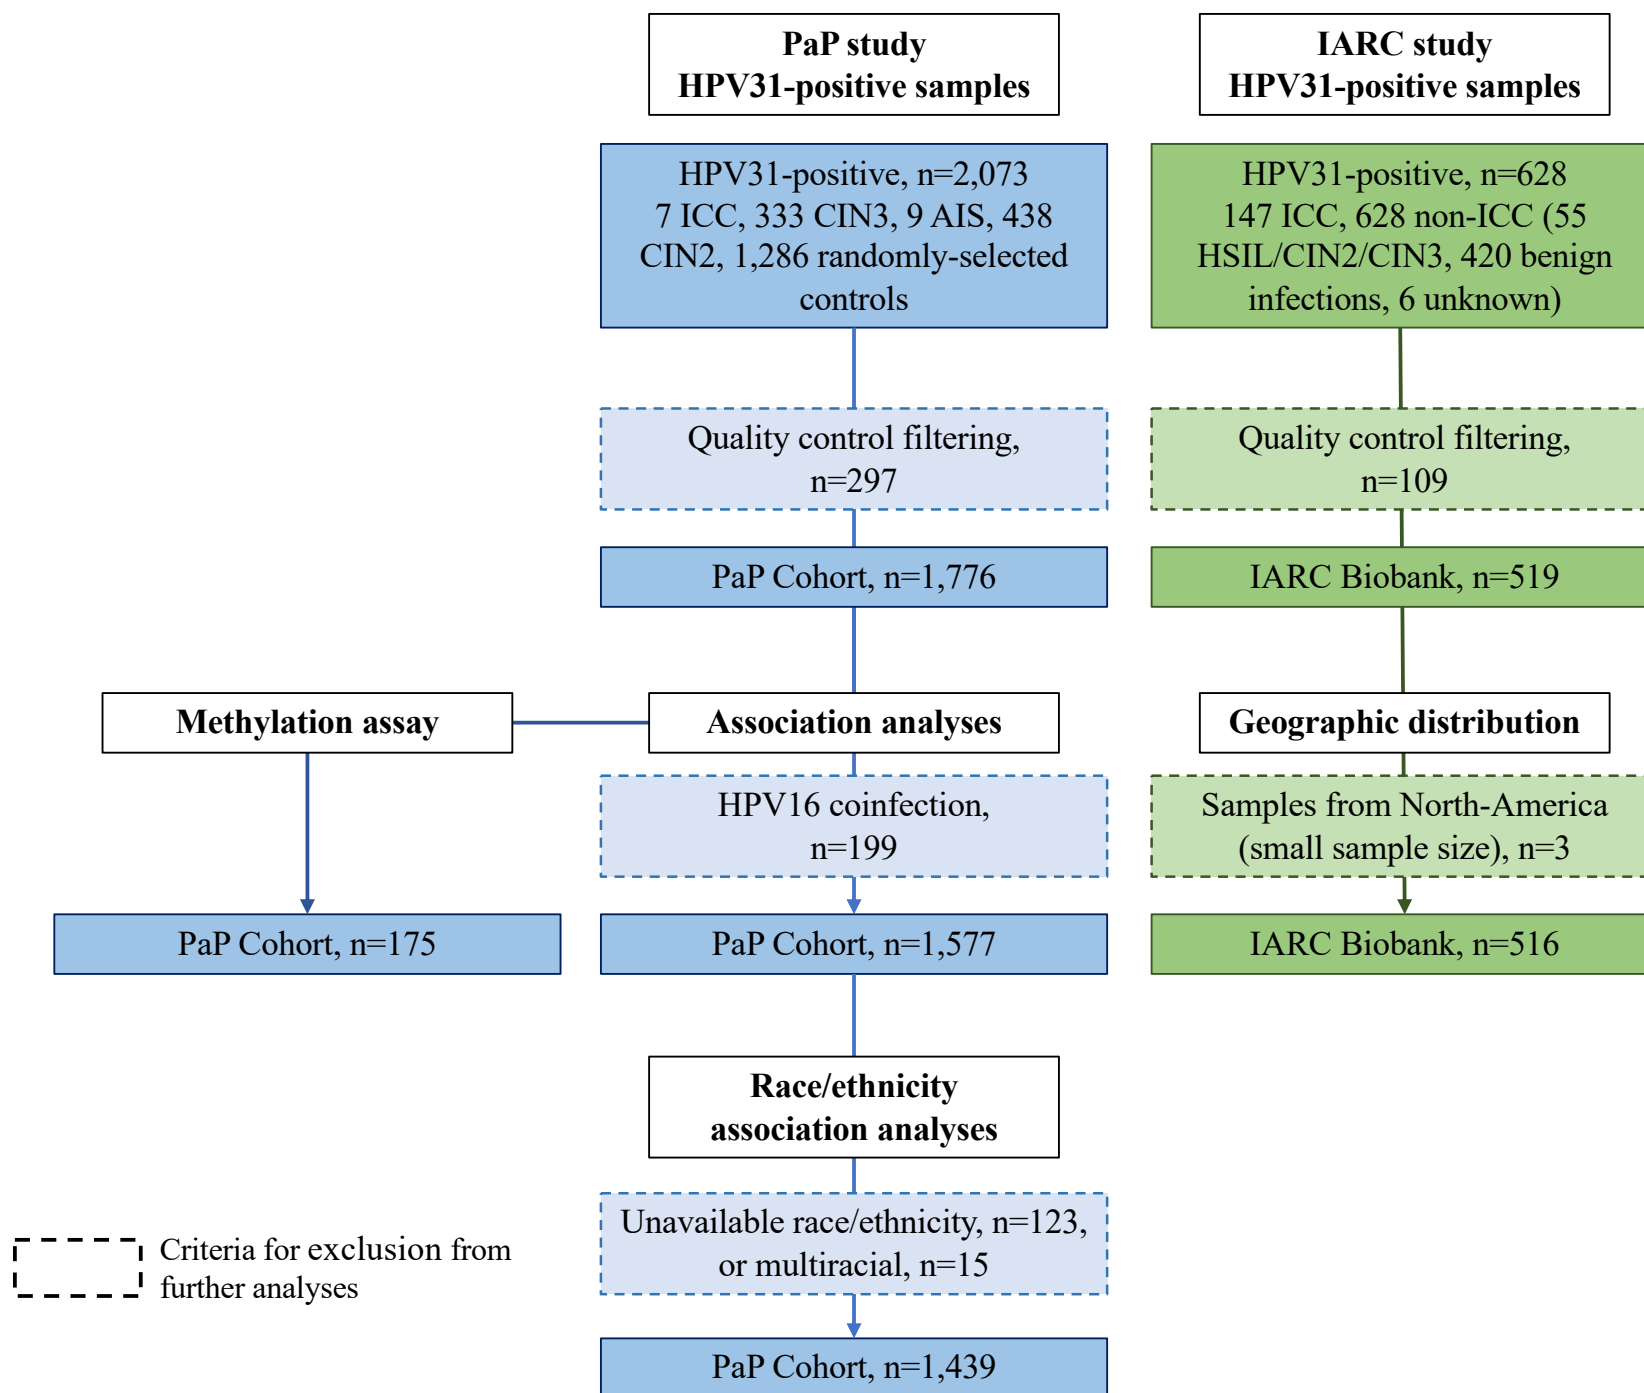 PaP study
HPV31-positive samples
IARC study
HPV31-positive samples
HPV31-positive, n=2,073
7 ICC, 333 CIN3, 9 AIS, 438
CIN2, 1,286 randomly-selected
controls
HPV31-positive, n=628
147 ICC, 628 non-ICC (55
HSIL/CIN2/CIN3, 420 benign
infections, 6 unknown)
Quality control filtering,
n=297
Quality control filtering,
n=109
PaP Cohort, n=1,776
IARC Biobank, n=519
Methylation assay
Association analyses
Geographic distribution
HPV16 coinfection,
n=199
Samples from North-America
(small sample size), n=3
PaP Cohort, n=175
PaP Cohort, n=1,577
IARC Biobank, n=516
Race/ethnicity
association analyses
Unavailable race/ethnicity, n=123,
or multiracial, n=15
Criteria for exclusion from
further analyses
PaP Cohort, n=1,439